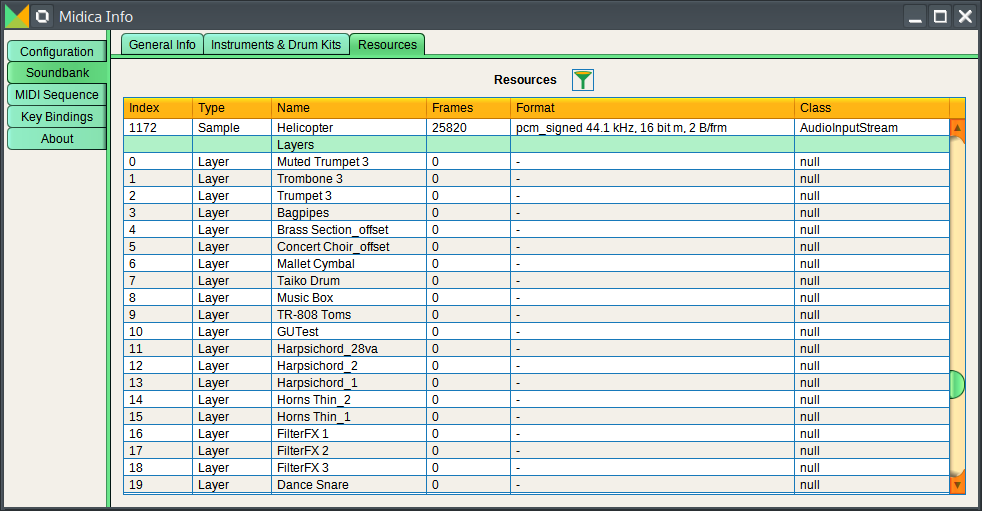 Midica Info
General Info Instruments & Drum Kits Resources
Configuration
Soundbank
MIDI Sequence
Key Bindings
About
Resources
Index Type Name Frames Format Class
1172 Sample Helicopter 25820 pcm_signed 44.1 kHz, 16 bit m, 2 B/frm AudioInputStream
Layers
0 Layer Muted Trumpet 3 0 - null
1 Layer Trombone 3 0 - null
2 Layer Trumpet 3 0 - null
3 Layer Bagpipes 0 - null
4 Layer Brass Section_offset 0 - null
5 Layer Concert Choir_offset 0 - null
6 Layer Mallet Cymbal 0 - null
7 Layer Taiko Drum 0 - null
8 Layer Music Box 0 - null
9 Layer TR-808 Toms 0 - null
10 Layer GUTest 0 - null
11 Layer Harpsichord_28va 0 - null
12 Layer Harpsichord_2 0 - null
13 Layer Harpsichord_1 0 - null
14 Layer Horns Thin_2 0 - null
15 Layer Horns Thin_1 0 - null
16 Layer FilterFX 1 0 - null
17 Layer FilterFX 2 0 - null
18 Layer FilterFX 3 0 - null
19 Layer Dance Snare 0 - null